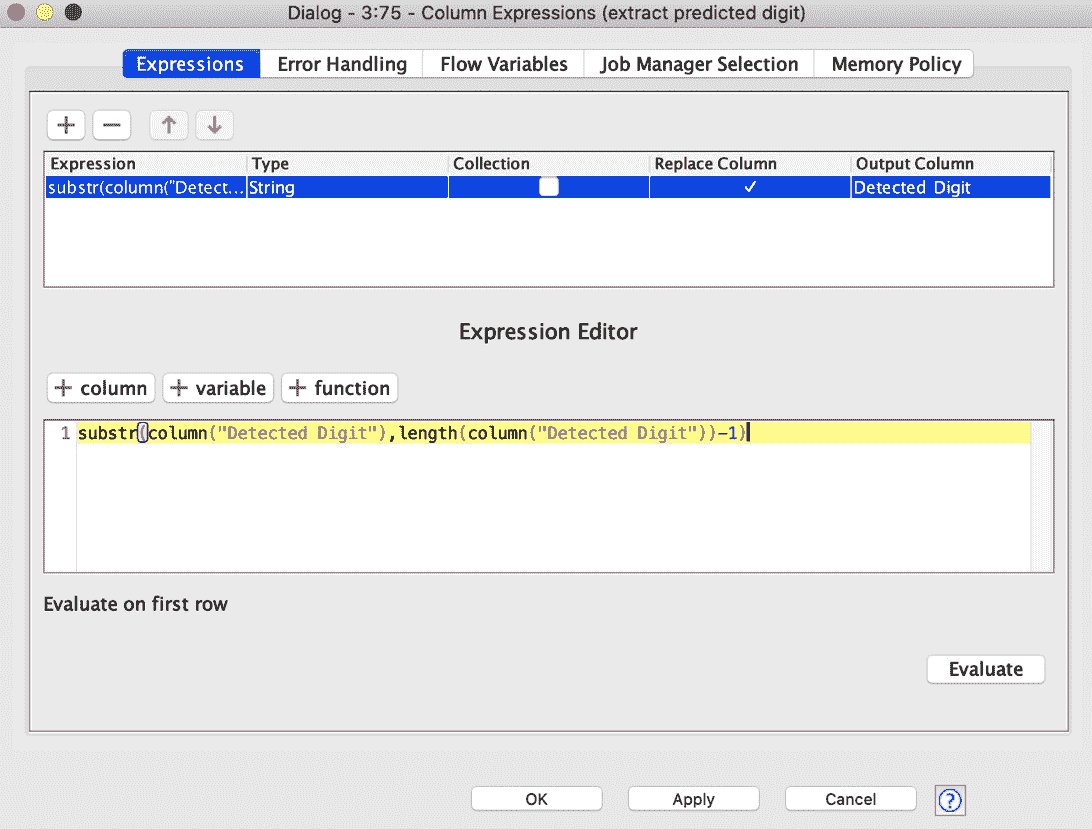 Dialog - 3:75 - Column Expressions (extract predicted digit)
Expressions Error Handling Flow Variables Job Manager Selection Memory Policy
Expression Type Collection Replace Column Output Column
substr(column("Detect... String Detected Digit
Expression Editor
+ column + variable + function
1 substr(column("Detected Digit"),length(column("Detected Digit"))-1)
Evaluate on first row
Evaluate
OK Apply Cancel ?